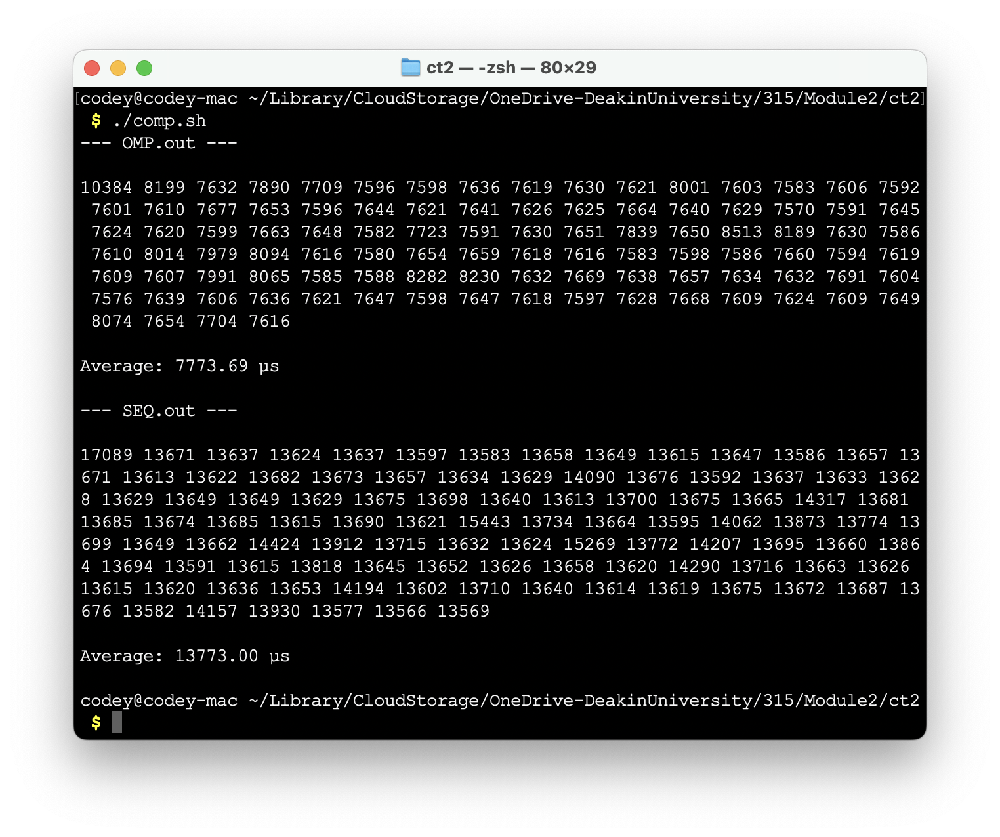 ct2 — -zsh — 80×29
[codey@codey-mac ~/Library/CloudStorage/OneDrive-DeakinUniversity/315/Module2/ct2]
$ ./comp.sh
--- OMP.out ---
10384 8199 7632 7890 7709 7596 7598 7636 7619 7630 7621 8001 7603 7583 7606 7592
7601 7610 7677 7653 7596 7644 7621 7641 7626 7625 7664 7640 7629 7570 7591 7645
7624 7620 7599 7663 7648 7582 7723 7591 7630 7651 7839 7650 8513 8189 7630 7586
7610 8014 7979 8094 7616 7580 7654 7659 7618 7616 7583 7598 7586 7660 7594 7619
7609 7607 7991 8065 7585 7588 8282 8230 7632 7669 7638 7657 7634 7632 7691 7604
7576 7639 7606 7636 7621 7647 7598 7647 7618 7597 7628 7668 7609 7624 7609 7649
8074 7654 7704 7616
Average: 7773.69 µs
--- SEQ.out ---
17089 13671 13637 13624 13637 13597 13583 13658 13649 13615 13647 13586 13657 13
671 13613 13622 13682 13673 13657 13634 13629 14090 13676 13592 13637 13633 1362
8 13629 13649 13649 13629 13675 13698 13640 13613 13700 13675 13665 14317 13681
13685 13674 13685 13615 13690 13621 15443 13734 13664 13595 14062 13873 13774 13
699 13649 13662 14424 13912 13715 13632 13624 15269 13772 14207 13695 13660 1386
4 13694 13591 13615 13818 13645 13652 13626 13658 13620 14290 13716 13663 13626
13615 13620 13636 13653 14194 13602 13710 13640 13614 13619 13675 13672 13687 13
676 13582 14157 13930 13577 13566 13569
Average: 13773.00 µs
codey@codey-mac ~/Library/CloudStorage/OneDrive-DeakinUniversity/315/Module2/ct2
$